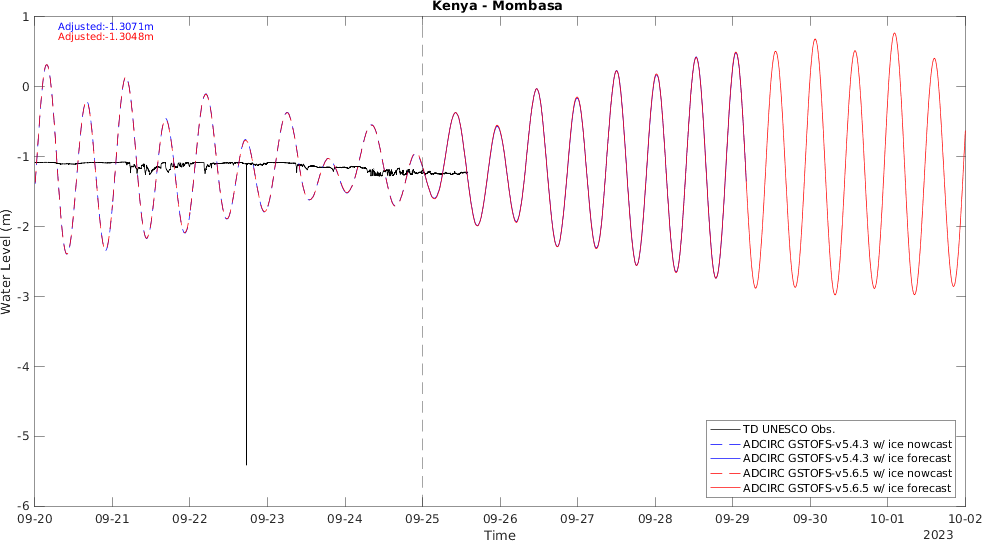 Kenya - Mombasa
Adjusted:-1.3071m
Adjusted:-1.3048m
1
0
-1
-2
-3
-4
-5
-6
Water Level (m)
TD UNESCO Obs.
ADCIRC GSTOFS-v5.4.3 w/ ice nowcast
ADCIRC GSTOFS-v5.4.3 w/ ice forecast
ADCIRC GSTOFS-v5.6.5 w/ ice nowcast
ADCIRC GSTOFS-v5.6.5 w/ ice forecast
09-20 09-21 09-22 09-23 09-24 09-25 09-26 09-27 09-28 09-29 09-30 10-01 10-02
Time
2023